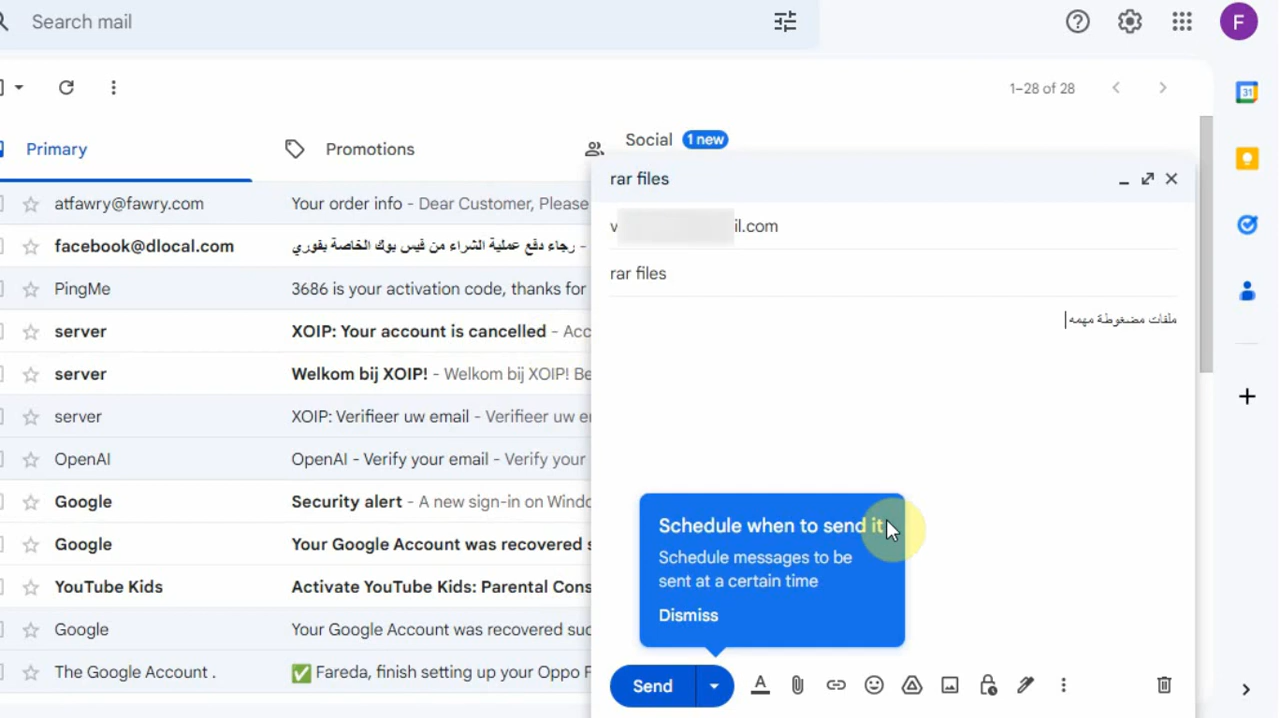 Search mail
F
1–28 of 28
31
Primary
Promotions
Social 1 new
atfawry@fawry.com Your order info - Dear Customer, Please
facebook@dlocal.com رجاء دفع عملية الشراء من فيس بوك الخاصة بفوري -
PingMe 3686 is your activation code, thanks for
server XOIP: Your account is cancelled - Acc
server Welkom bij XOIP! - Welkom bij XOIP! Be
server XOIP: Verifieer uw email - Verifieer uw e
OpenAI OpenAI - Verify your email - Verify your
Google Security alert - A new sign-in on Windo
Google Your Google Account was recovered s
YouTube Kids Activate YouTube Kids: Parental Cons
Google Your Google Account was recovered suc
The Google Account . ✅ Fareda, finish setting up your Oppo F
rar files
il.com
rar files
ملفات مضغوطة مهمه
Schedule when to send it
Schedule messages to be
sent at a certain time
Dismiss
Send